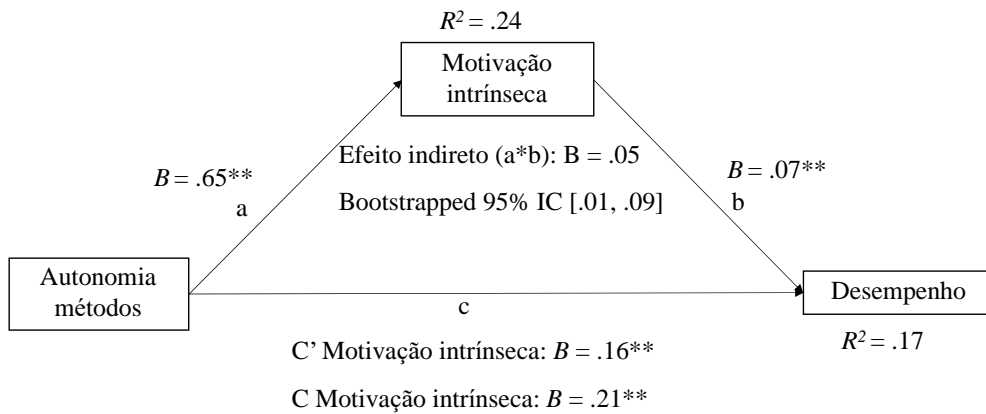 R² = .24
Motivação
intrínseca
Efeito indireto (a*b): B = .05
Bootstrapped 95% IC [.01, .09]
B = .65**
a
B = .07**
b
Autonomia
métodos
c
Desempenho
R² = .17
C’ Motivação intrínseca: B = .16**
C Motivação intrínseca: B = .21**